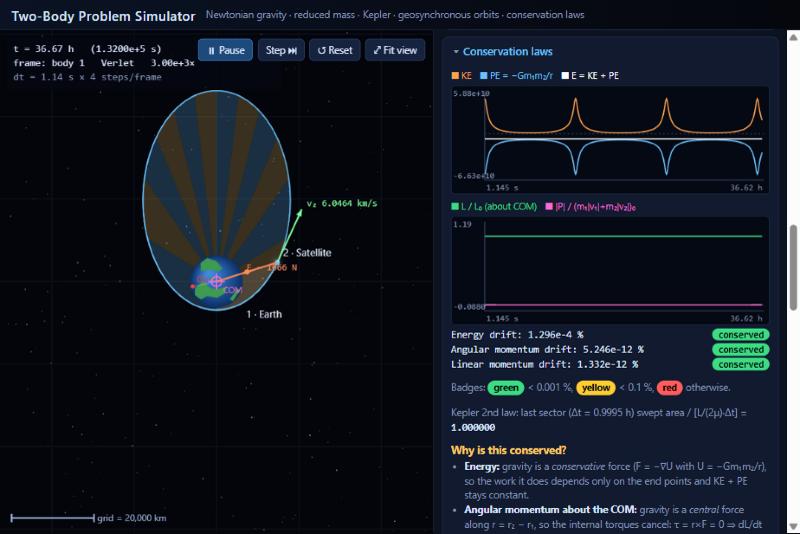 Two-Body Problem Simulator
Newtonian gravity · reduced mass · Kepler · geosynchronous orbits · conservation laws
t = 36.67 h (1.3200e+5 s)
frame: body 1 Verlet 3.00e+3x
dt = 1.14 s x 4 steps/frame
Pause
Step
Reset
Fit view
v₂ 6.0464 km/s
2 · Satellite
N
COM
1 · Earth
grid = 20,000 km
Conservation laws
KE PE = −Gm₁m₂/r E = KE + PE
5.88e+10
-6.63e+10
1.145 s 36.62 h
L / L₀ (about COM) |P| / (m₁|v₁|+m₂|v₂|)₀
1.19
-0.0880
1.145 s 36.62 h
Energy drift: 1.296e-4 % conserved
Angular momentum drift: 5.246e-12 % conserved
Linear momentum drift: 1.332e-12 % conserved
Badges: green < 0.001 %, yellow < 0.1 %, red otherwise.
Kepler 2nd law: last sector (Δt = 0.9995 h) swept area / [L/(2μ)·Δt] =
1.000000
Why is this conserved?
• Energy: gravity is a conservative force (F = −∇U with U = −Gm₁m₂/r),
so the work it does depends only on the end points and KE + PE
stays constant.
• Angular momentum about the COM: gravity is a central force
along r = r₂ − r₁, so the internal torques cancel: τ = r×F = 0 ⇒ dL/dt